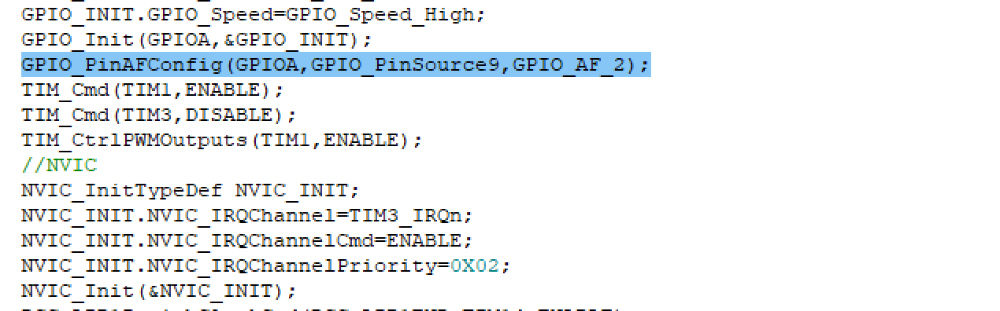 GPIO_INIT.GPIO_Speed=GPIO_Speed_High;
GPIO_Init(GPIOA,&GPIO_INIT);
GPIO_PinAFConfig(GPIOA,GPIO_PinSource9,GPIO_AF_2);
TIM_Cmd(TIM1,ENABLE);
TIM_Cmd(TIM3,DISABLE);
TIM_CtrlPWMOutputs(TIM1,ENABLE);
//NVIC
NVIC_InitTypeDef NVIC_INIT;
NVIC_INIT.NVIC_IRQChannel=TIM3_IRQn;
NVIC_INIT.NVIC_IRQChannelCmd=ENABLE;
NVIC_INIT.NVIC_IRQChannelPriority=0X02;
NVIC_Init(&NVIC_INIT);